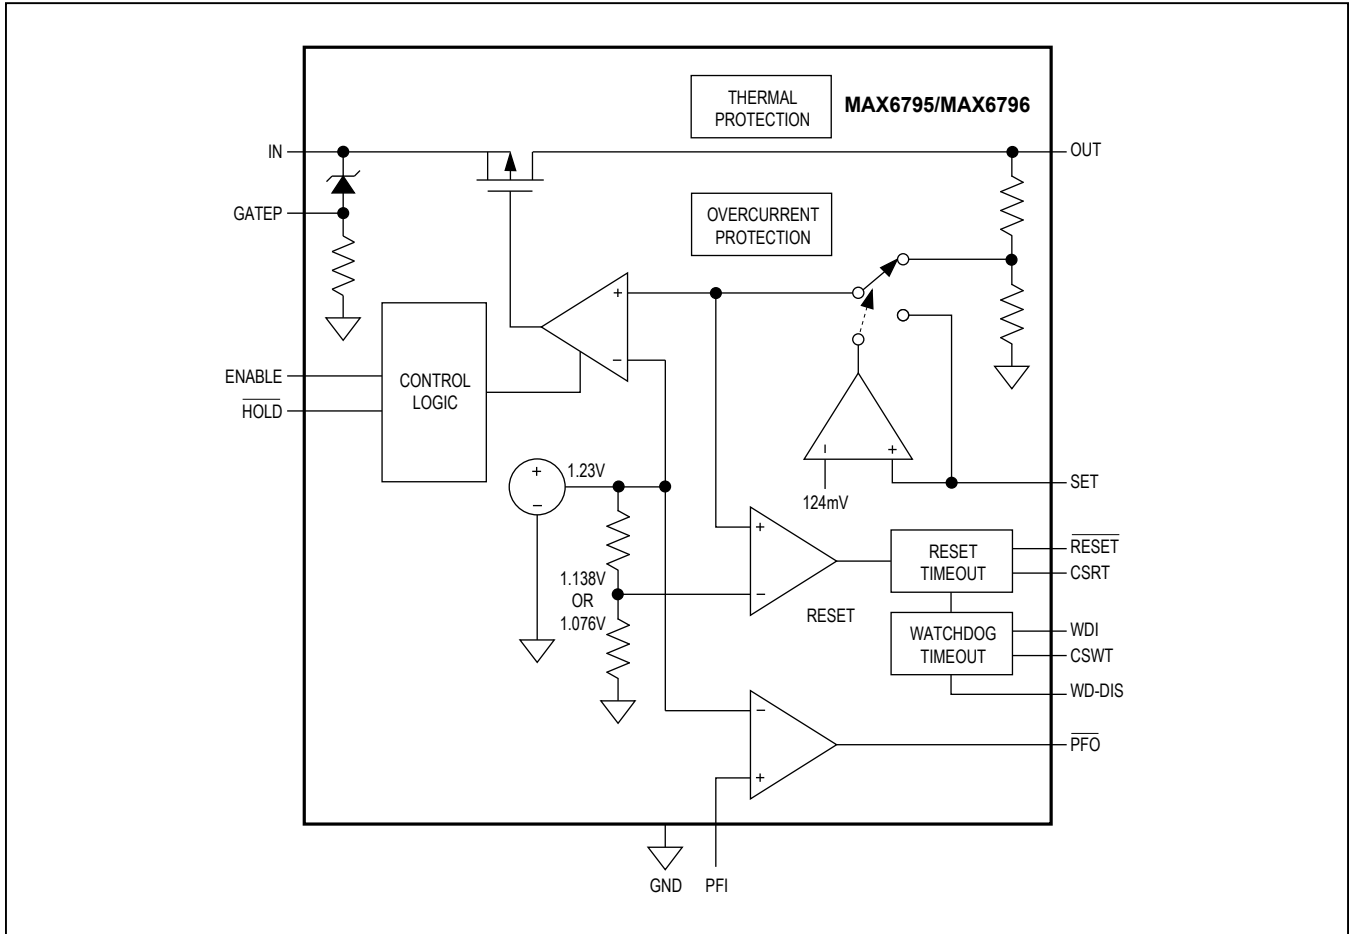 THERMAL
PROTECTION
MAX6795/MAX6796
IN
OUT
GATEP
OVERCURRENT
PROTECTION
+
−
ENABLE
HOLD
CONTROL
LOGIC
+
−
1.23V
−
+
124mV
SET
1.138V
OR
1.076V
+
−
RESET
RESET
TIMEOUT
RESET
CSRT
WATCHDOG
TIMEOUT
WDI
CSWT
WD-DIS
−
+
PFO
GND
PFI